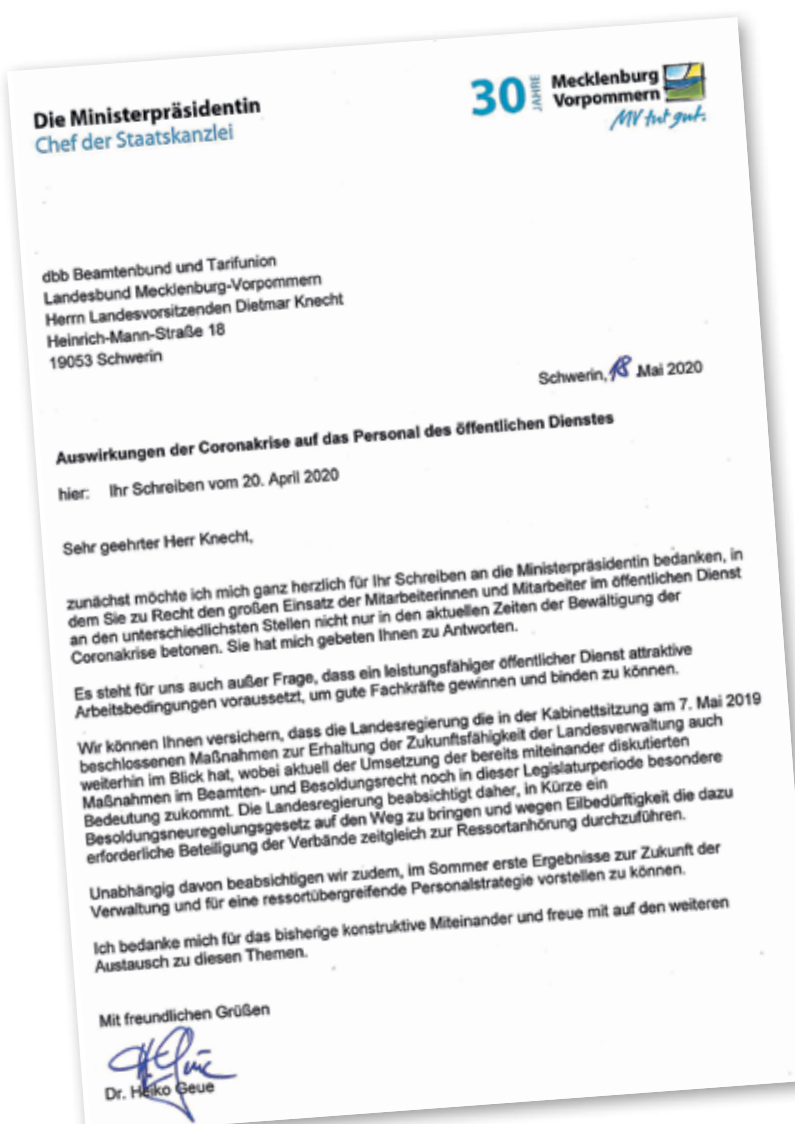 Die Ministerpräsidentin
Chef der Staatskanzlei
30 JAHRE
Mecklenburg
Vorpommern
MV tut gut.
dbb Beamtenbund und Tarifunion
Landesbund Mecklenburg-Vorpommern
Herrn Landesvorsitzenden Dietmar Knecht
Heinrich-Mann-Straße 18
19053 Schwerin
Schwerin, 18. Mai 2020
Auswirkungen der Coronakrise auf das Personal des öffentlichen Dienstes
hier: Ihr Schreiben vom 20. April 2020
Sehr geehrter Herr Knecht,
zunächst möchte ich mich ganz herzlich für Ihr Schreiben an die Ministerpräsidentin bedanken, in
dem Sie zu Recht den großen Einsatz der Mitarbeiterinnen und Mitarbeiter im öffentlichen Dienst
an den unterschiedlichsten Stellen nicht nur in den aktuellen Zeiten der Bewältigung der
Coronakrise betonen. Sie hat mich gebeten Ihnen zu Antworten.
Es steht für uns auch außer Frage, dass ein leistungsfähiger öffentlicher Dienst attraktive
Arbeitsbedingungen voraussetzt, um gute Fachkräfte gewinnen und binden zu können.
Wir können Ihnen versichern, dass die Landesregierung die in der Kabinettsitzung am 7. Mai 2019
beschlossenen Maßnahmen zur Erhaltung der Zukunftsfähigkeit der Landesverwaltung auch
weiterhin im Blick hat, wobei aktuell der Umsetzung der bereits miteinander diskutierten
Maßnahmen im Beamten- und Besoldungsrecht noch in dieser Legislaturperiode besondere
Bedeutung zukommt. Die Landesregierung beabsichtigt daher, in Kürze ein
Besoldungsneuregelungsgesetz auf den Weg zu bringen und wegen Eilbedürftigkeit die dazu
erforderliche Beteiligung der Verbände zeitgleich zur Ressortanhörung durchzuführen.
Unabhängig davon beabsichtigen wir zudem, im Sommer erste Ergebnisse zur Zukunft der
Verwaltung und für eine ressortübergreifende Personalstrategie vorstellen zu können.
Ich bedanke mich für das bisherige konstruktive Miteinander und freue mit auf den weiteren
Austausch zu diesen Themen.
Mit freundlichen Grüßen
Dr. Heiko Geue